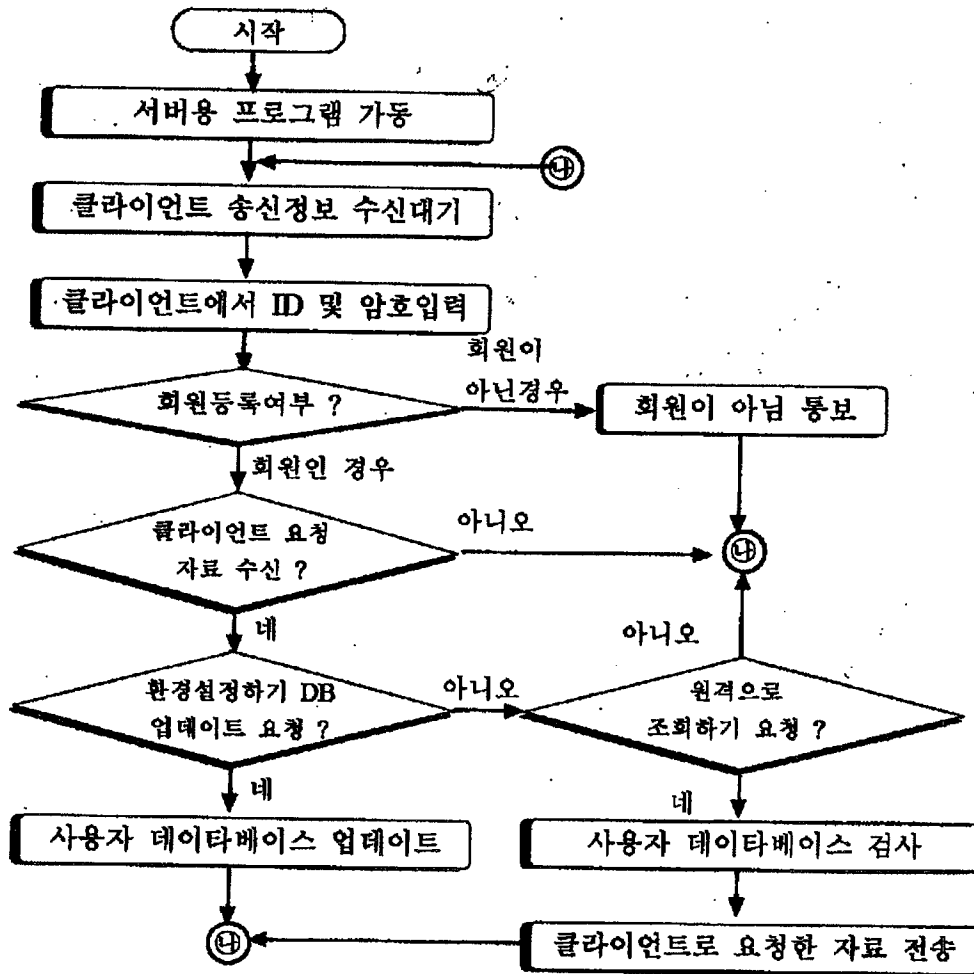 시작
서버용 프로그램 가동
나
클라이언트 송신정보 수신대기
클라이언트에서 ID 및 암호입력
회원이
아닌경우
회원등록여부 ?
회원이 아님 통보
회원인 경우
클라이언트 요청
자료 수신 ?
아니오
나
네
아니오
환경설정하기 DB
업데이트 요청 ?
아니오
원격으로
조회하기 요청 ?
네
네
사용자 데이타베이스 업데이트
사용자 데이타베이스 검사
나
클라이언트로 요청한 자료 전송